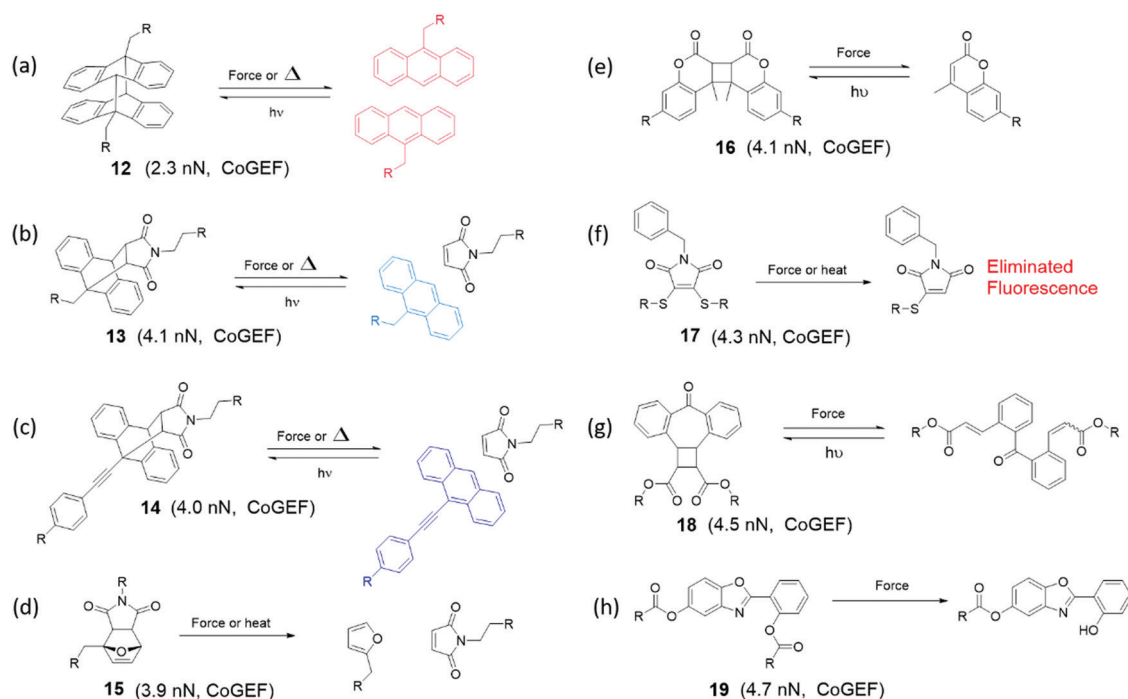 (a)
R
R
Force or Δ
hν
R
R
12 (2.3 nN, CoGEF)
(b)
O
N
R
O
R
Force or Δ
hν
O
N
R
O
R
13 (4.1 nN, CoGEF)
(c)
O
N
R
O
R
Force or Δ
hν
O
N
R
O
R
14 (4.0 nN, CoGEF)
(d)
R
O
N
O
O
R
Force or heat
O
R
O
N
R
O
15 (3.9 nN, CoGEF)
(e)
O
O
O
O
R
R
Force
hυ
O
O
R
16 (4.1 nN, CoGEF)
(f)
N
O
O
R-S
S-R
Force or heat
N
O
O
R-S
Eliminated
Fluorescence
17 (4.3 nN, CoGEF)
(g)
O
O
O
R
O
O
R
Force
hυ
R
O
O
O
O
O
R
18 (4.5 nN, CoGEF)
(h)
O
R
O
O
N
O
O
R
Force
O
R
O
O
N
HO
19 (4.7 nN, CoGEF)